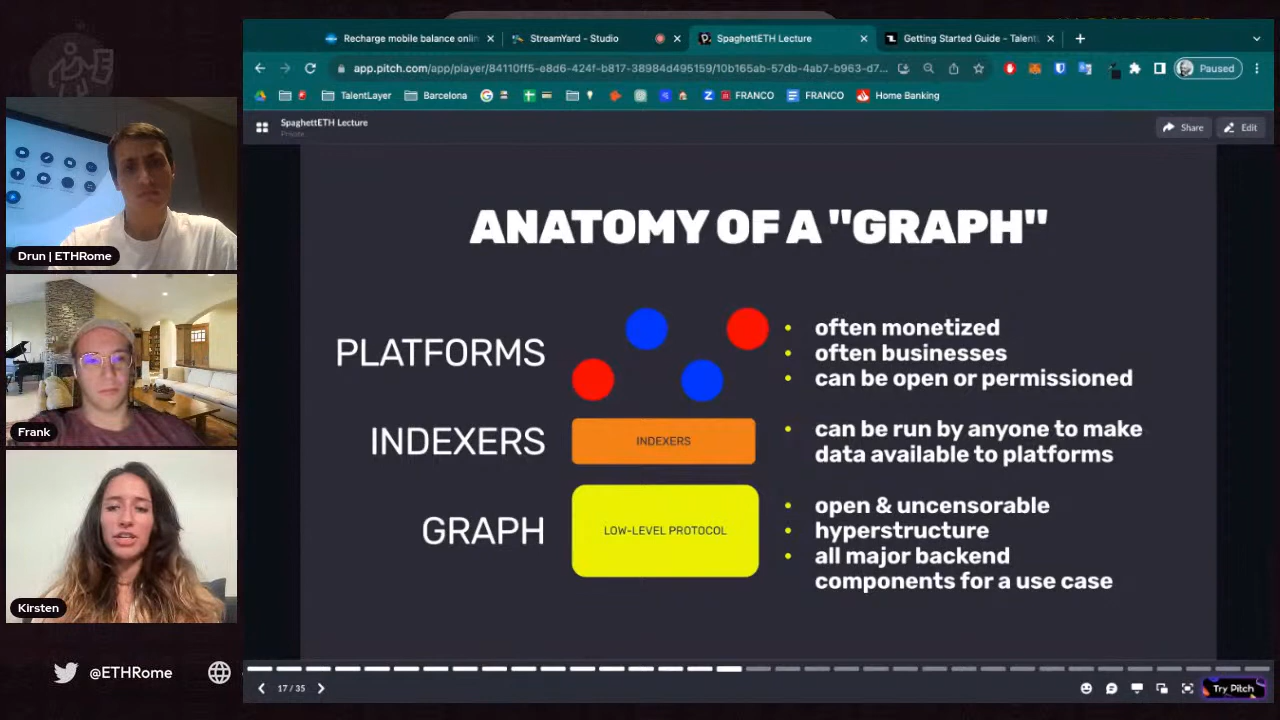 Recharge mobile balance onlin
StreamYard - Studio
SpaghettETH Lecture
Getting Started Guide - TalentL
app.pitch.com/app/player/84110ff5-e8d6-424f-b817-38984d495159/10b165ab-57db-4ab7-b963-d7...
Paused
TalentLayer
Barcelona
FRANCO
FRANCO
Home Banking
SpaghettETH Lecture
Private
Share
Edit
ANATOMY OF A "GRAPH"
PLATFORMS
• often monetized
• often businesses
• can be open or permissioned
INDEXERS
INDEXERS
• can be run by anyone to make
data available to platforms
GRAPH
LOW-LEVEL PROTOCOL
• open & uncensorable
• hyperstructure
• all major backend
components for a use case
Drun | ETHRome
Frank
Kirsten
@ETHRome
17 / 35
Try Pitch